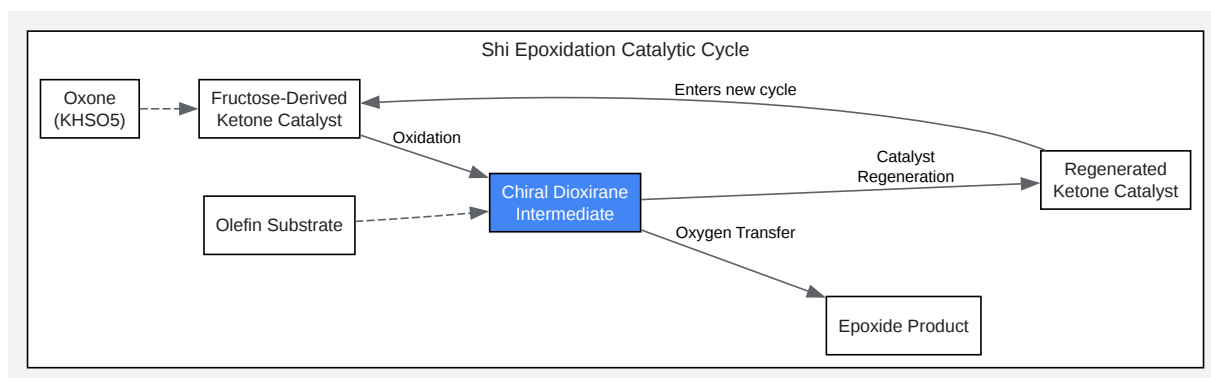 Shi Epoxidation Catalytic Cycle
Oxone
(KHSO5)
Fructose-Derived
Ketone Catalyst
Enters new cycle
Oxidation
Catalyst
Regeneration
Regenerated
Ketone Catalyst
Chiral Dioxirane
Intermediate
Olefin Substrate
Oxygen Transfer
Epoxide Product